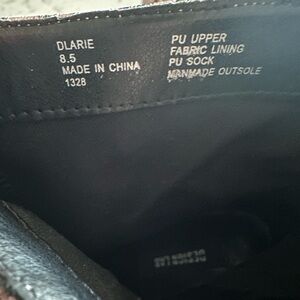 DLARIE
8.5
MADE IN CHINA
1328
PU UPPER
FABRIC LINING
PU SOCK
MANMADE OUTSOLE